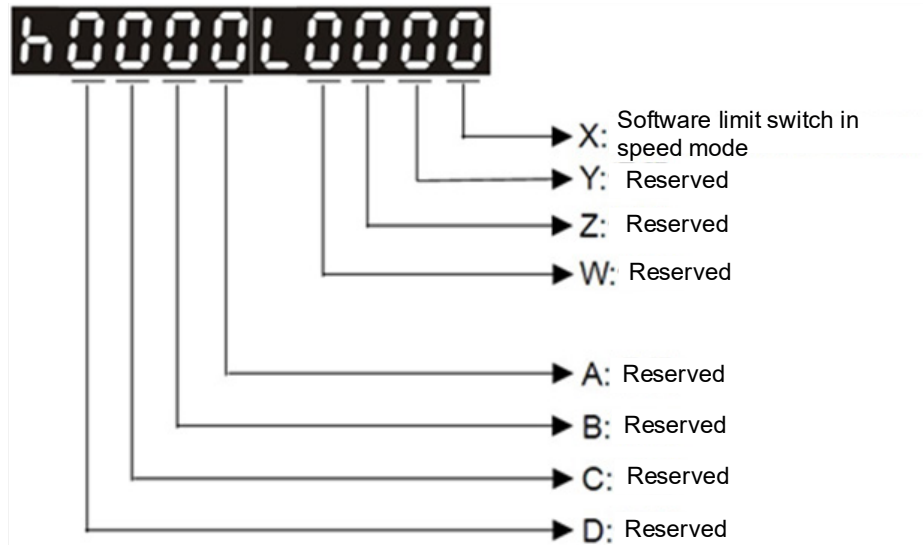 h0000L0000
X: Software limit switch in
speed mode
Y: Reserved
Z: Reserved
W: Reserved
A: Reserved
B: Reserved
C: Reserved
D: Reserved